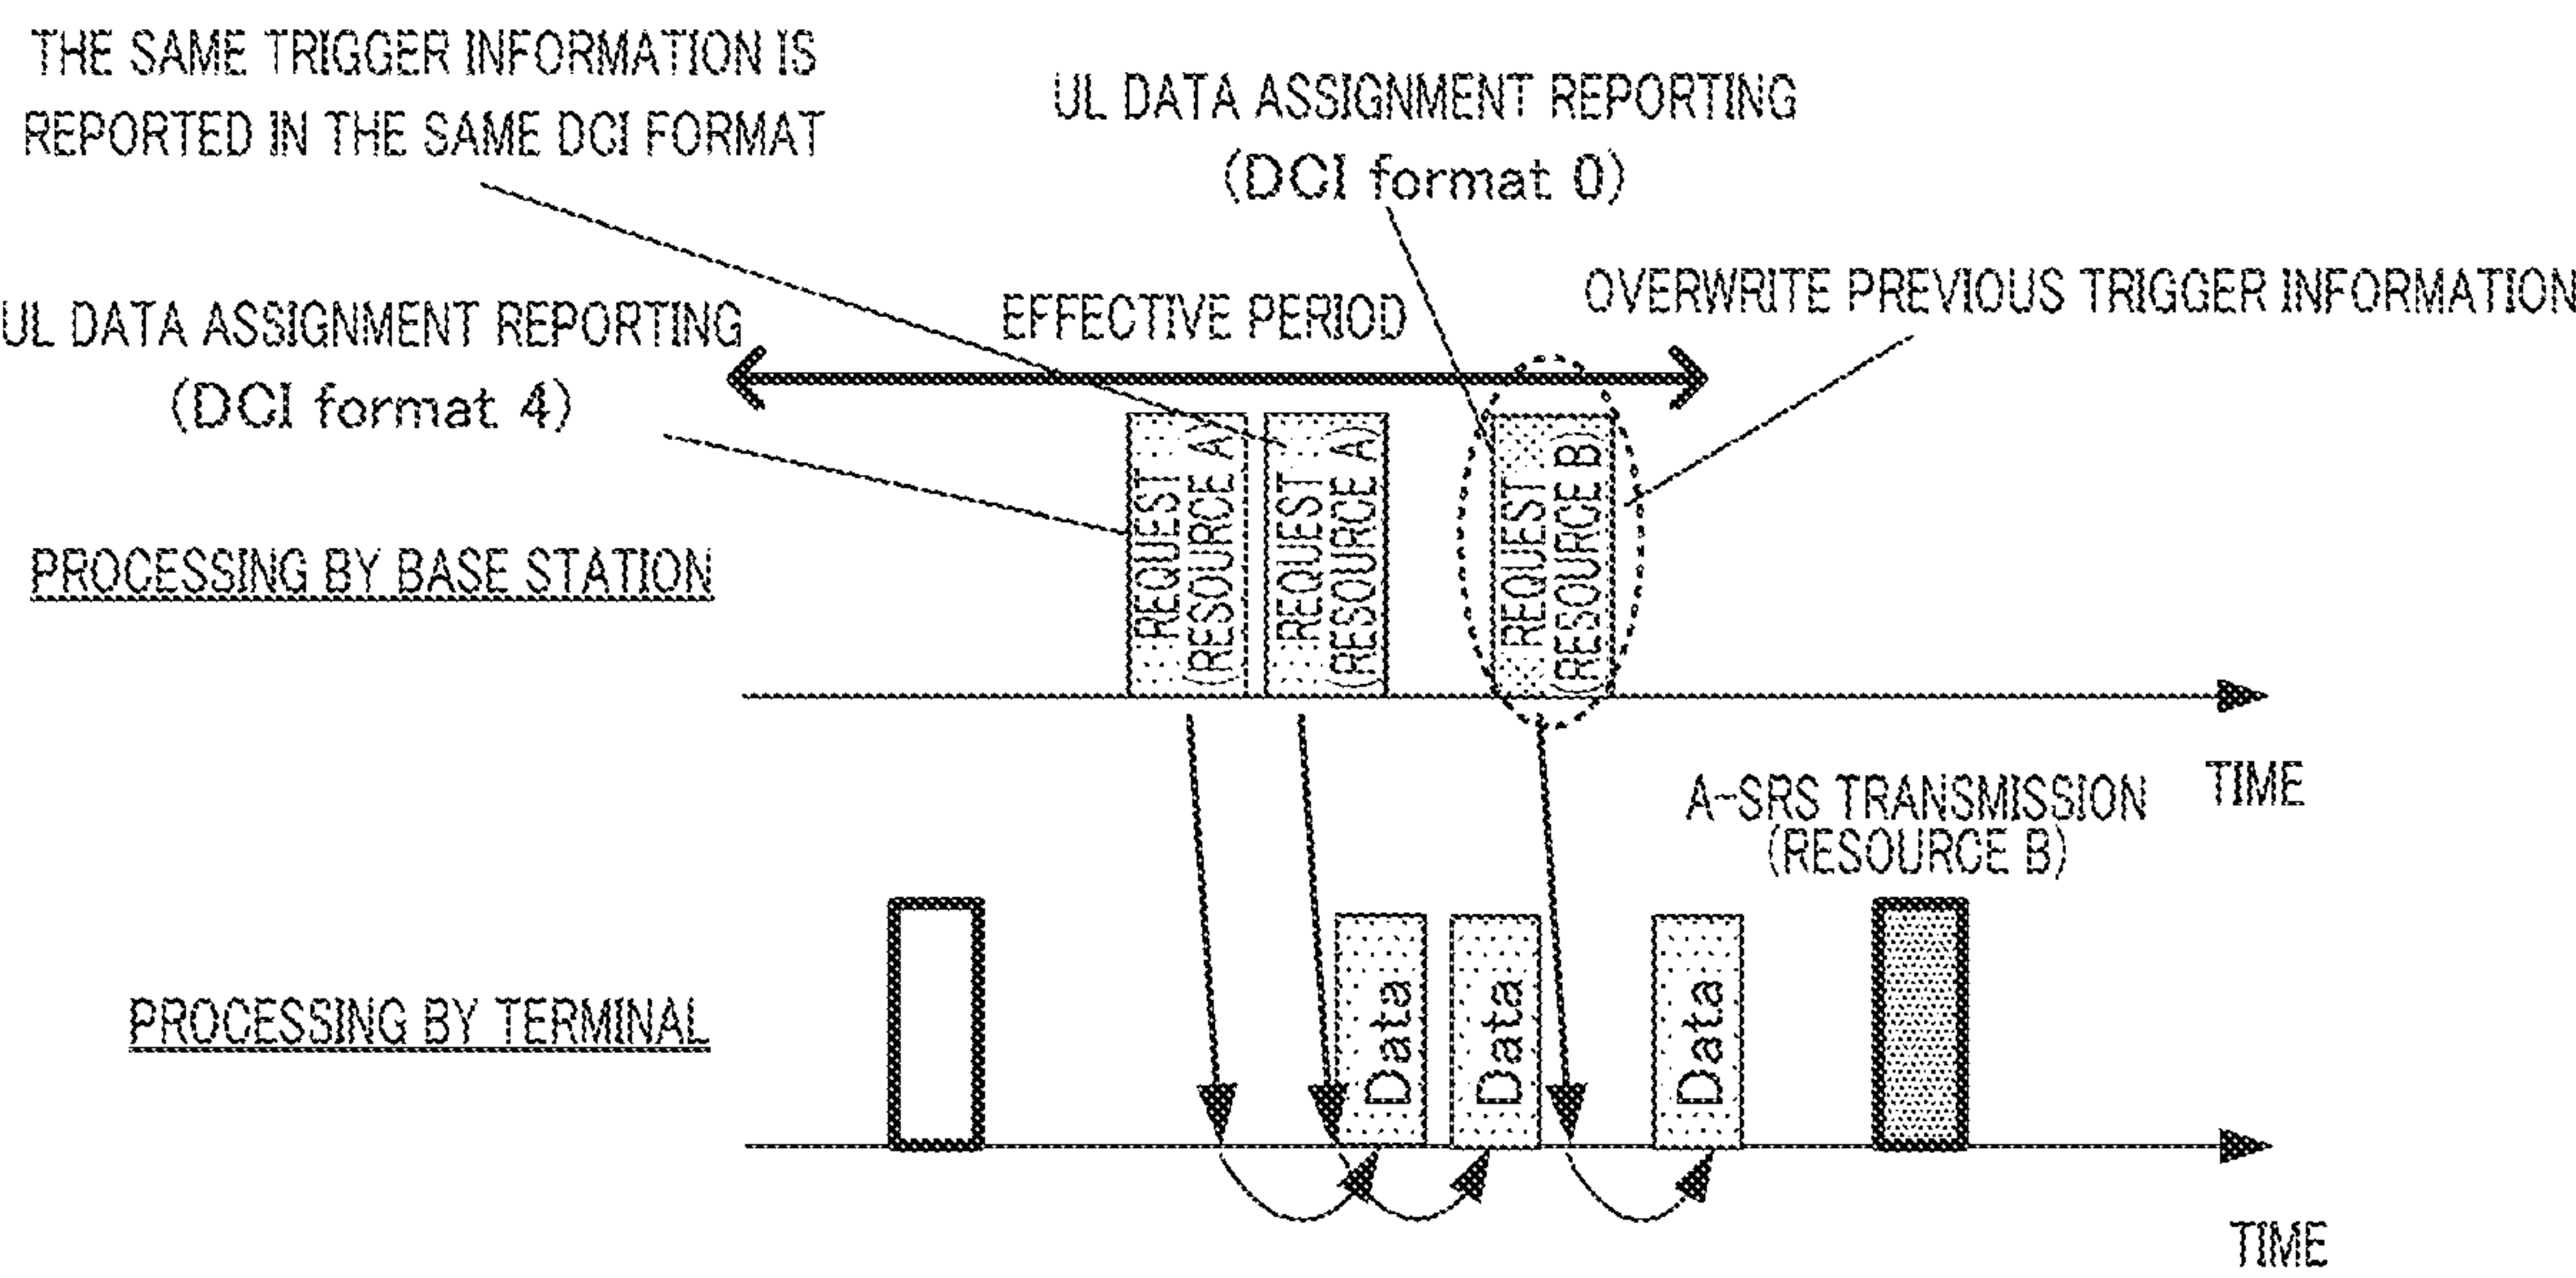 THE SAME TRIGGER INFORMATION IS
REPORTED IN THE SAME DCI FORMAT
UL DATA ASSIGNMENT REPORTING
(DCI format 0)
UL DATA ASSIGNMENT REPORTING
(DCI format 4)
EFFECTIVE PERIOD
OVERWRITE PREVIOUS TRIGGER INFORMATION
PROCESSING BY BASE STATION
REQUEST
(RESOURCE A)
REQUEST
(RESOURCE A)
REQUEST
(RESOURCE B)
TIME
A-SRS TRANSMISSION
(RESOURCE B)
PROCESSING BY TERMINAL
Data
Data
Data
TIME